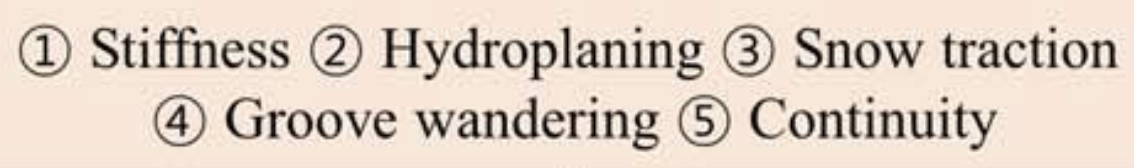 ① Stiffness ② Hydroplaning ③ Snow traction
④ Groove wandering ⑤ Continuity